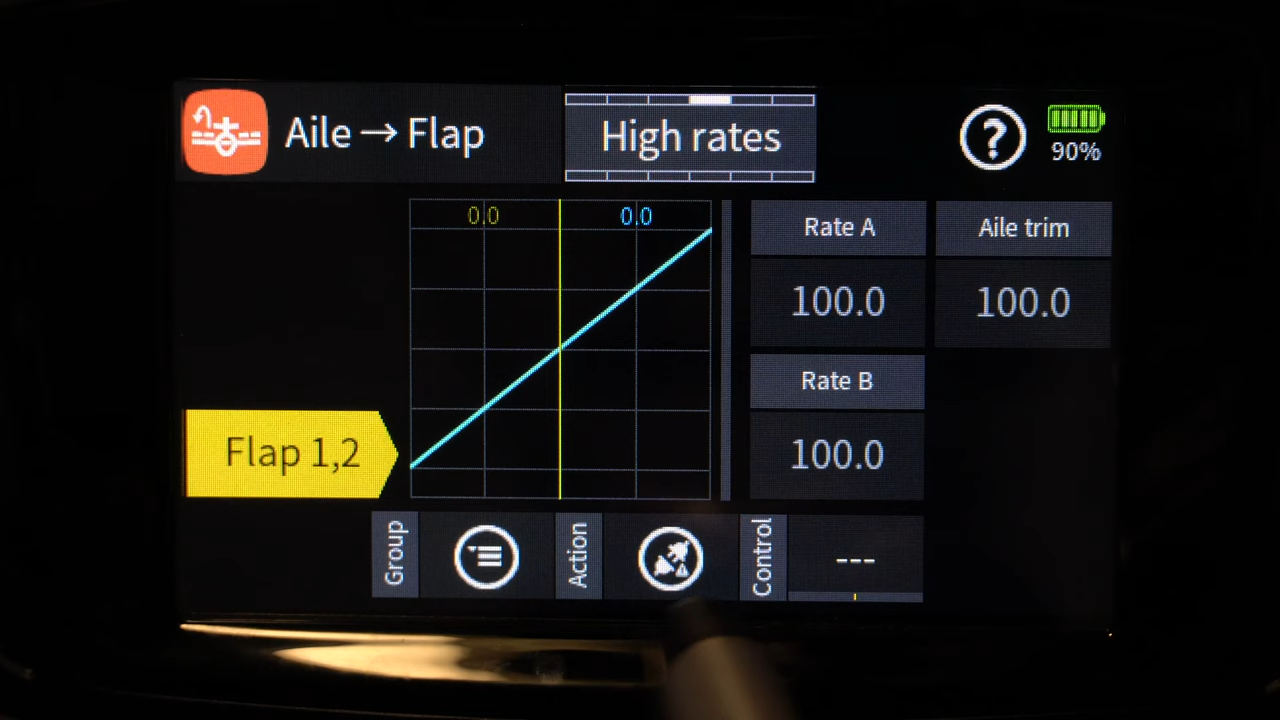 Aile → Flap
High rates
?
90%
0.0
0.0
Rate A
Aile trim
100.0
100.0
Rate B
100.0
Flap 1,2
Group
Action
Control
---